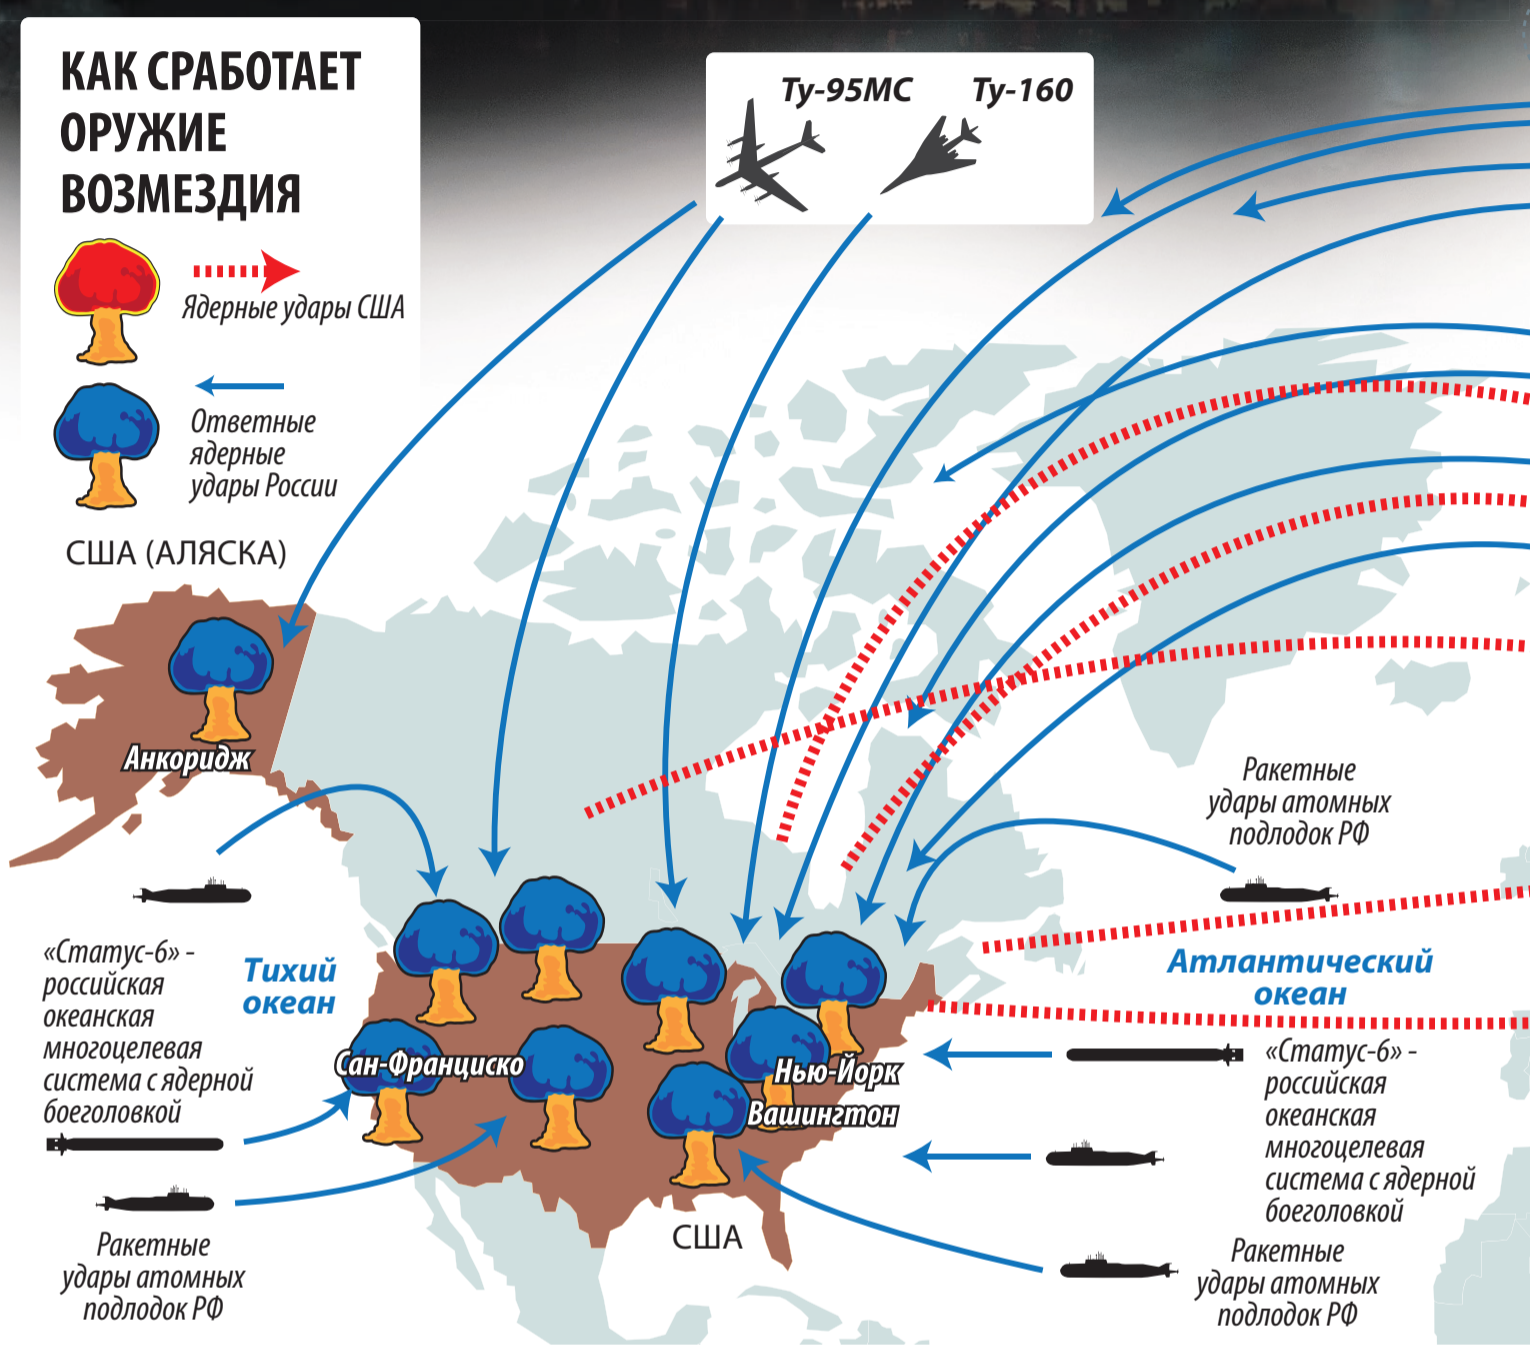 КАК СРАБОТАЕТ
ОРУЖИЕ
ВОЗМЕЗДИЯ
Ядерные удары США
Ответные
ядерные
удары России
Ту-95МС
Ту-160
США (АЛЯСКА)
Анкоридж
«Статус-6» -
российская
океанская
многоцелевая
система с ядерной
боеголовкой
Тихий
океан
Ракетные
удары атомных
подлодок РФ
Сан-Франциско
Нью-Йорк
Вашингтон
США
Ракетные
удары атомных
подлодок РФ
Атлантический
океан
«Статус-6» -
российская
океанская
многоцелевая
система с ядерной
боеголовкой
Ракетные
удары атомных
подлодок РФ